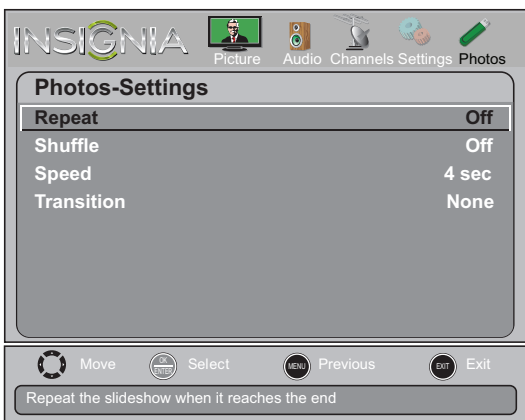 INSIGNIA
Picture Audio Channels Settings Photos
Photos-Settings
Repeat Off
Shuffle Off
Speed 4 sec
Transition None
Move OK ENTER Select MENU Previous EXIT Exit
Repeat the slideshow when it reaches the end